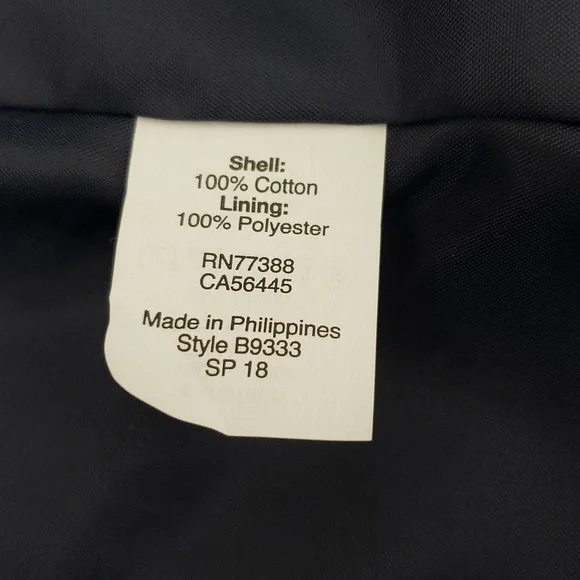 Shell:
100% Cotton
Lining:
100% Polyester
RN77388
CA56445
Made in Philippines
Style B9333
SP 18